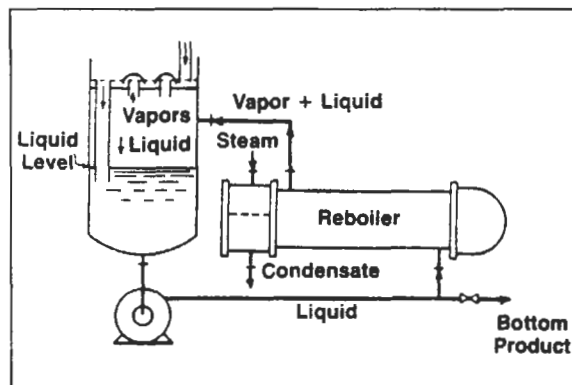 Vapor + Liquid
Vapors
Liquid
Steam
Liquid
Level
Reboiler
Condensate
Liquid
Bottom
Product